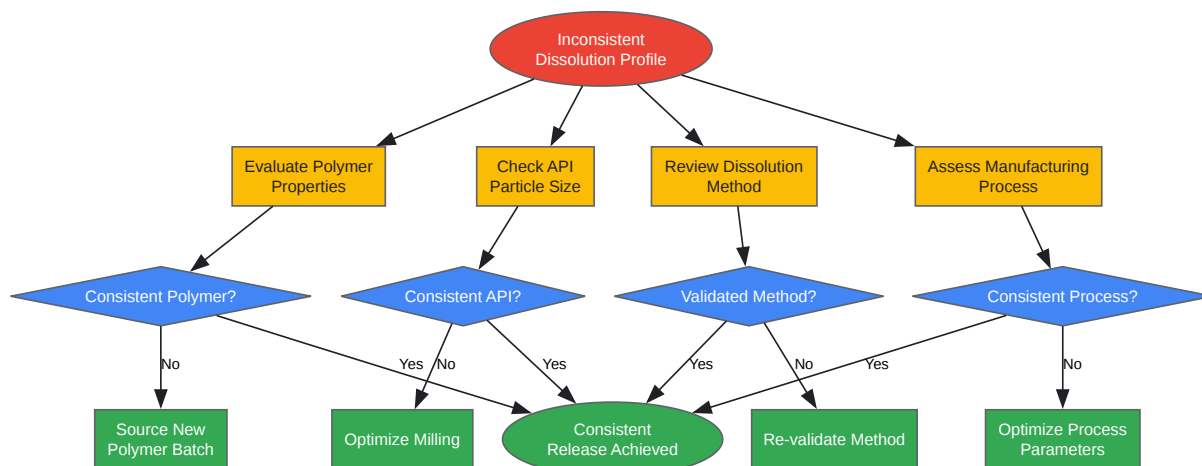 Inconsistent
Dissolution Profile
Evaluate Polymer
Properties
Check API
Particle Size
Review Dissolution
Method
Assess Manufacturing
Process
Consistent Polymer?
Consistent API?
Validated Method?
Consistent Process?
No
Yes
No
Yes
Yes
No
Yes
No
Source New
Polymer Batch
Optimize Milling
Consistent
Release Achieved
Re-validate Method
Optimize Process
Parameters